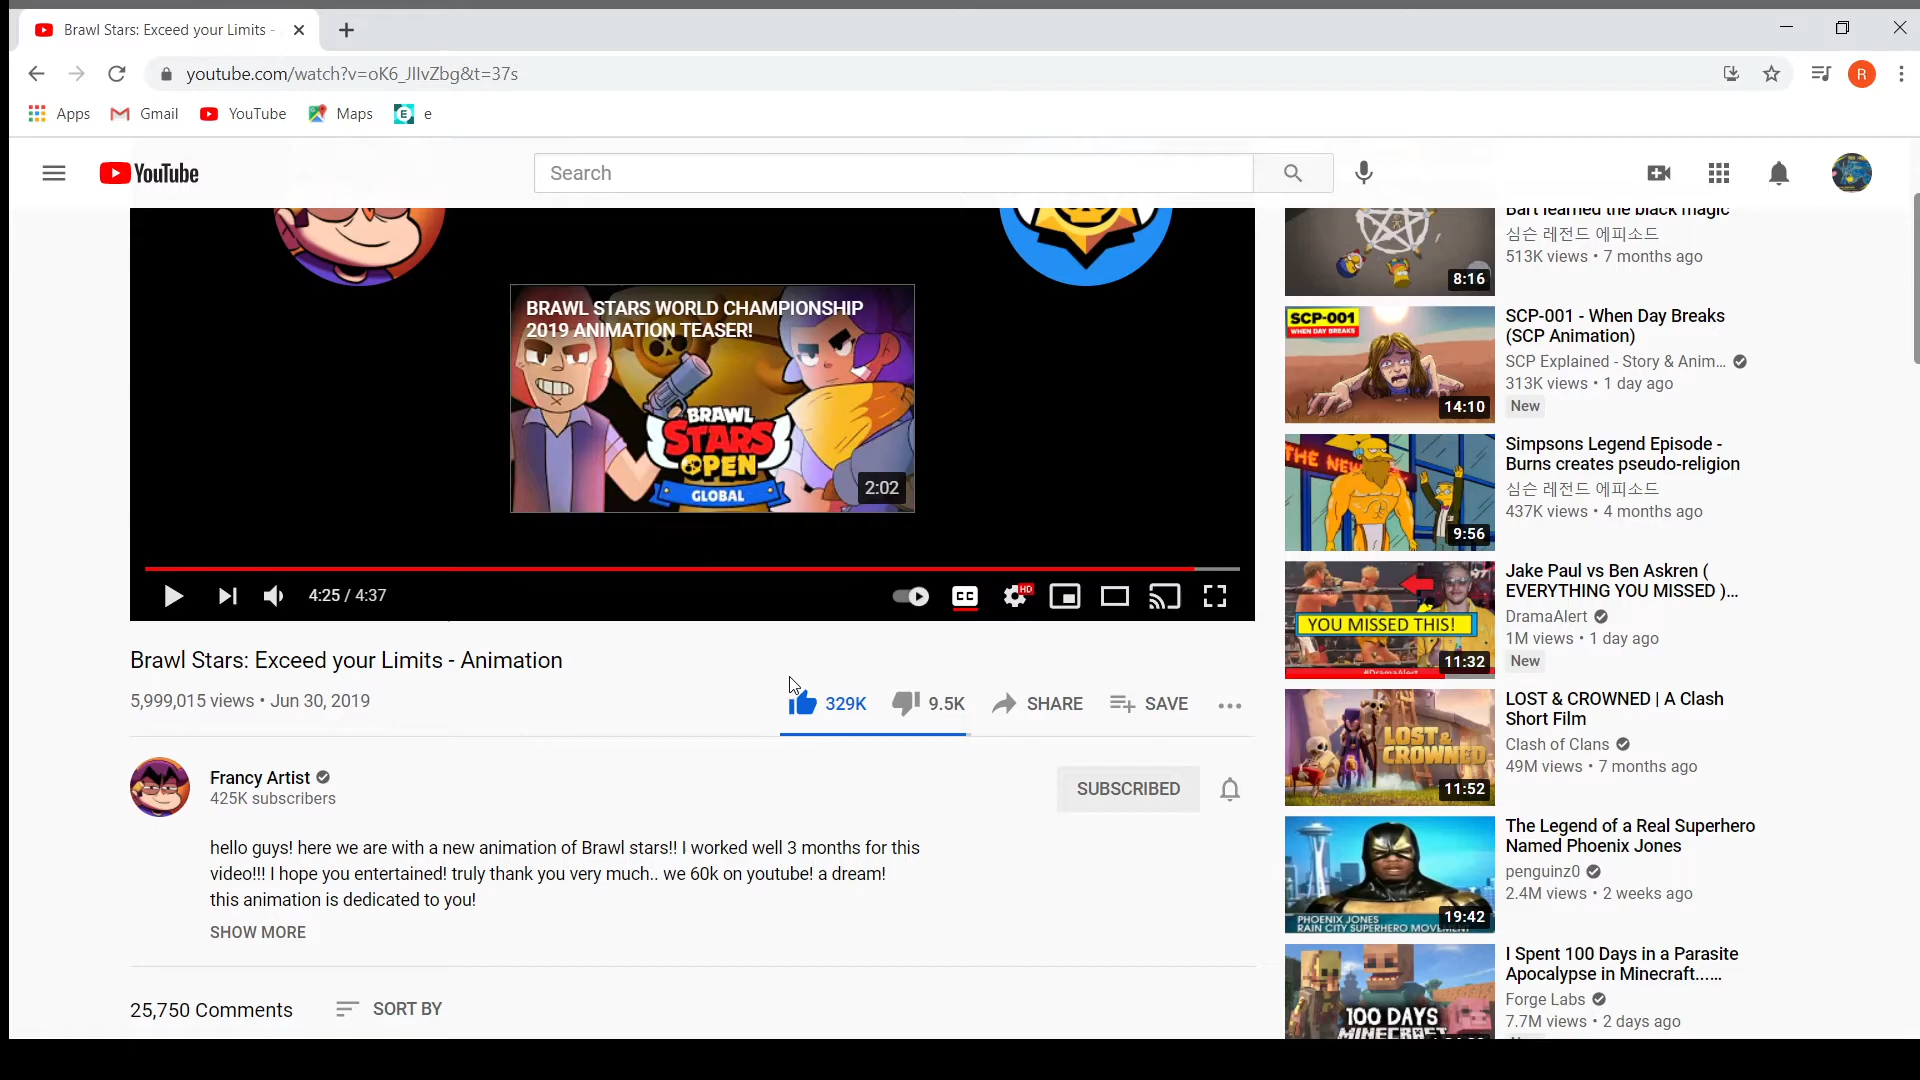 Brawl Stars: Exceed your Limits -
youtube.com/watch?v=oK6_JIIvZbg&t=37s
R
Apps Gmail YouTube Maps E e
YouTube
Search
BRAWL STARS WORLD CHAMPIONSHIP
2019 ANIMATION TEASER!
BRAWL
STARS
OPEN
GLOBAL
2:02
4:25 / 4:37
CC
HD
Brawl Stars: Exceed your Limits - Animation
5,999,015 views • Jun 30, 2019
329K 9.5K SHARE SAVE
Francy Artist
425K subscribers
SUBSCRIBED
hello guys! here we are with a new animation of Brawl stars!! I worked well 3 months for this
video!!! I hope you entertained! truly thank you very much.. we 60k on youtube! a dream!
this animation is dedicated to you!
SHOW MORE
25,750 Comments SORT BY
Bart learned the black magic
심슨 레전드 에피소드
513K views • 7 months ago
8:16
SCP-001
WHEN DAY BREAKS
14:10
SCP-001 - When Day Breaks
(SCP Animation)
SCP Explained - Story & Anim...
313K views • 1 day ago
New
THE NEW
9:56
Simpsons Legend Episode -
Burns creates pseudo-religion
심슨 레전드 에피소드
437K views • 4 months ago
YOU MISSED THIS!
#DramaAlert
11:32
Jake Paul vs Ben Askren (
EVERYTHING YOU MISSED )...
DramaAlert
1M views • 1 day ago
New
LOST &
CROWNED
11:52
LOST & CROWNED | A Clash
Short Film
Clash of Clans
49M views • 7 months ago
PHOENIX JONES
RAIN CITY SUPERHERO MOVEMENT
19:42
The Legend of a Real Superhero
Named Phoenix Jones
penguinz0
2.4M views • 2 weeks ago
100 DAYS
MINECRAFT
I Spent 100 Days in a Parasite
Apocalypse in Minecraft......
Forge Labs
7.7M views • 2 days ago